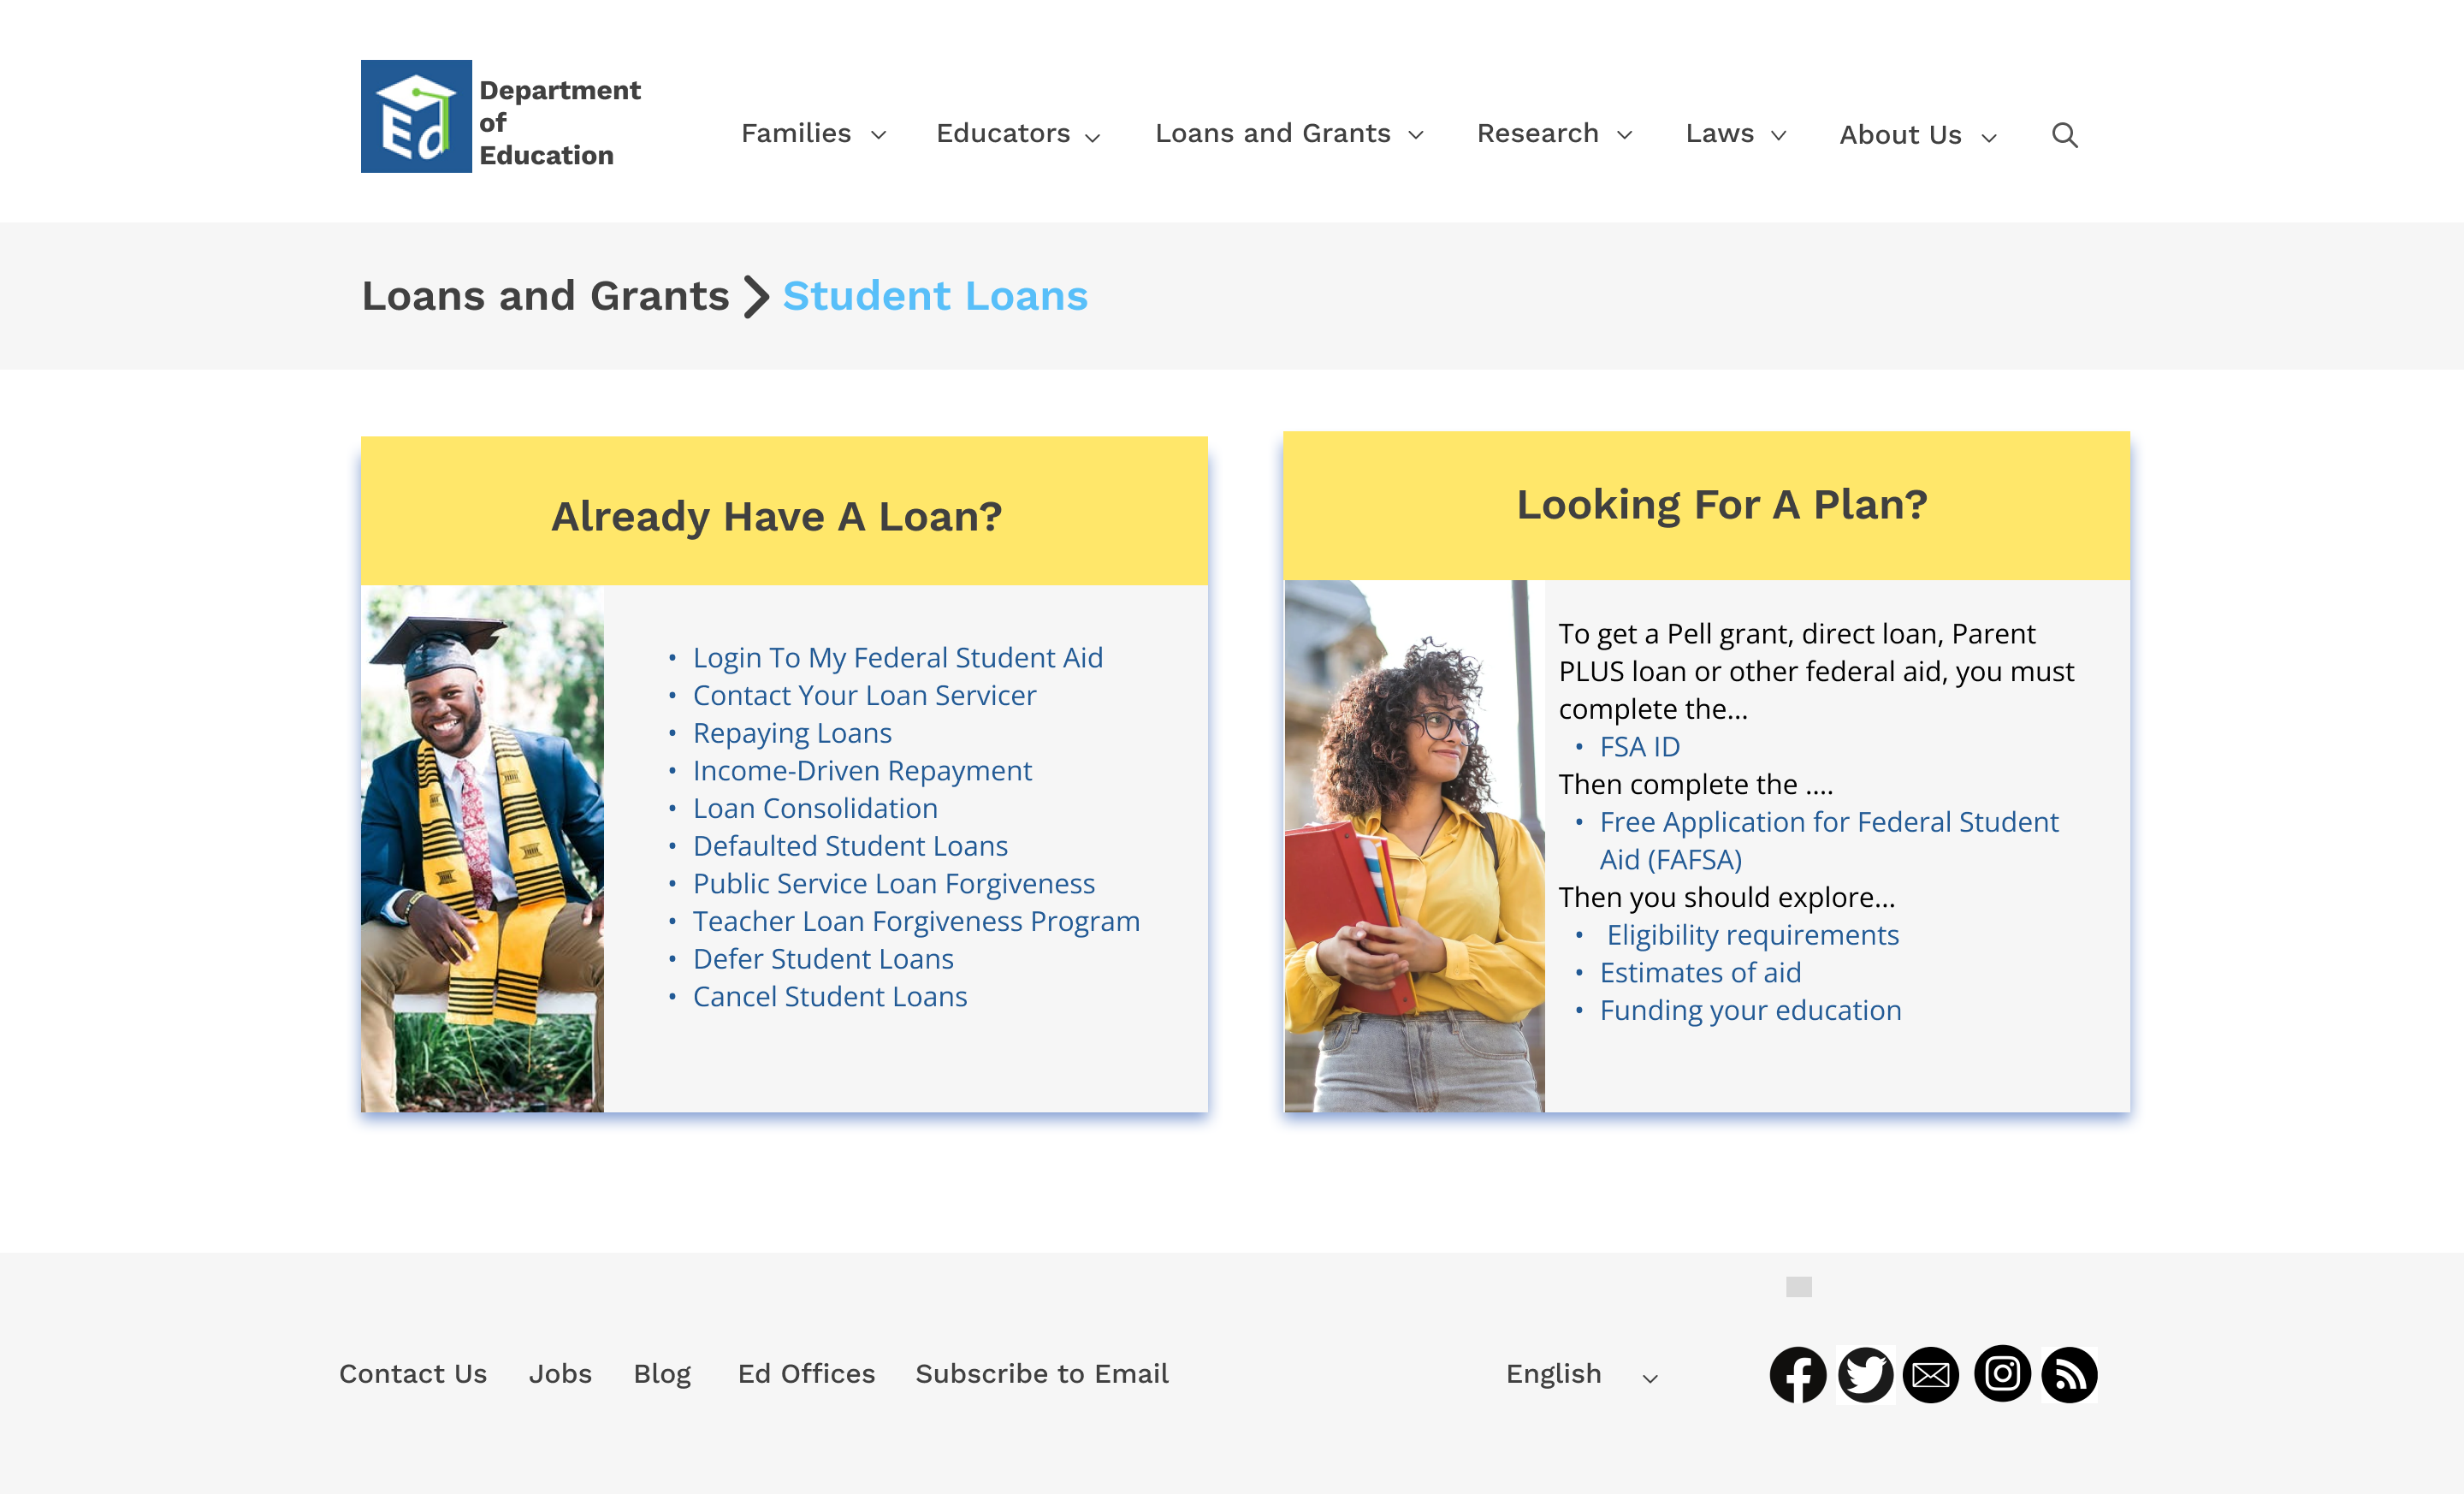 Ed
Department
of
Education
Families
Educators
Loans and Grants
Research
Laws
About Us
Loans and Grants
Student Loans
Already Have A Loan?
• Login To My Federal Student Aid
• Contact Your Loan Servicer
• Repaying Loans
• Income-Driven Repayment
• Loan Consolidation
• Defaulted Student Loans
• Public Service Loan Forgiveness
• Teacher Loan Forgiveness Program
• Defer Student Loans
• Cancel Student Loans
Looking For A Plan?
To get a Pell grant, direct loan, Parent
PLUS loan or other federal aid, you must
complete the...
• FSA ID
Then complete the ....
• Free Application for Federal Student
Aid (FAFSA)
Then you should explore...
• Eligibility requirements
• Estimates of aid
• Funding your education
Contact Us
Jobs
Blog
Ed Offices
Subscribe to Email
English